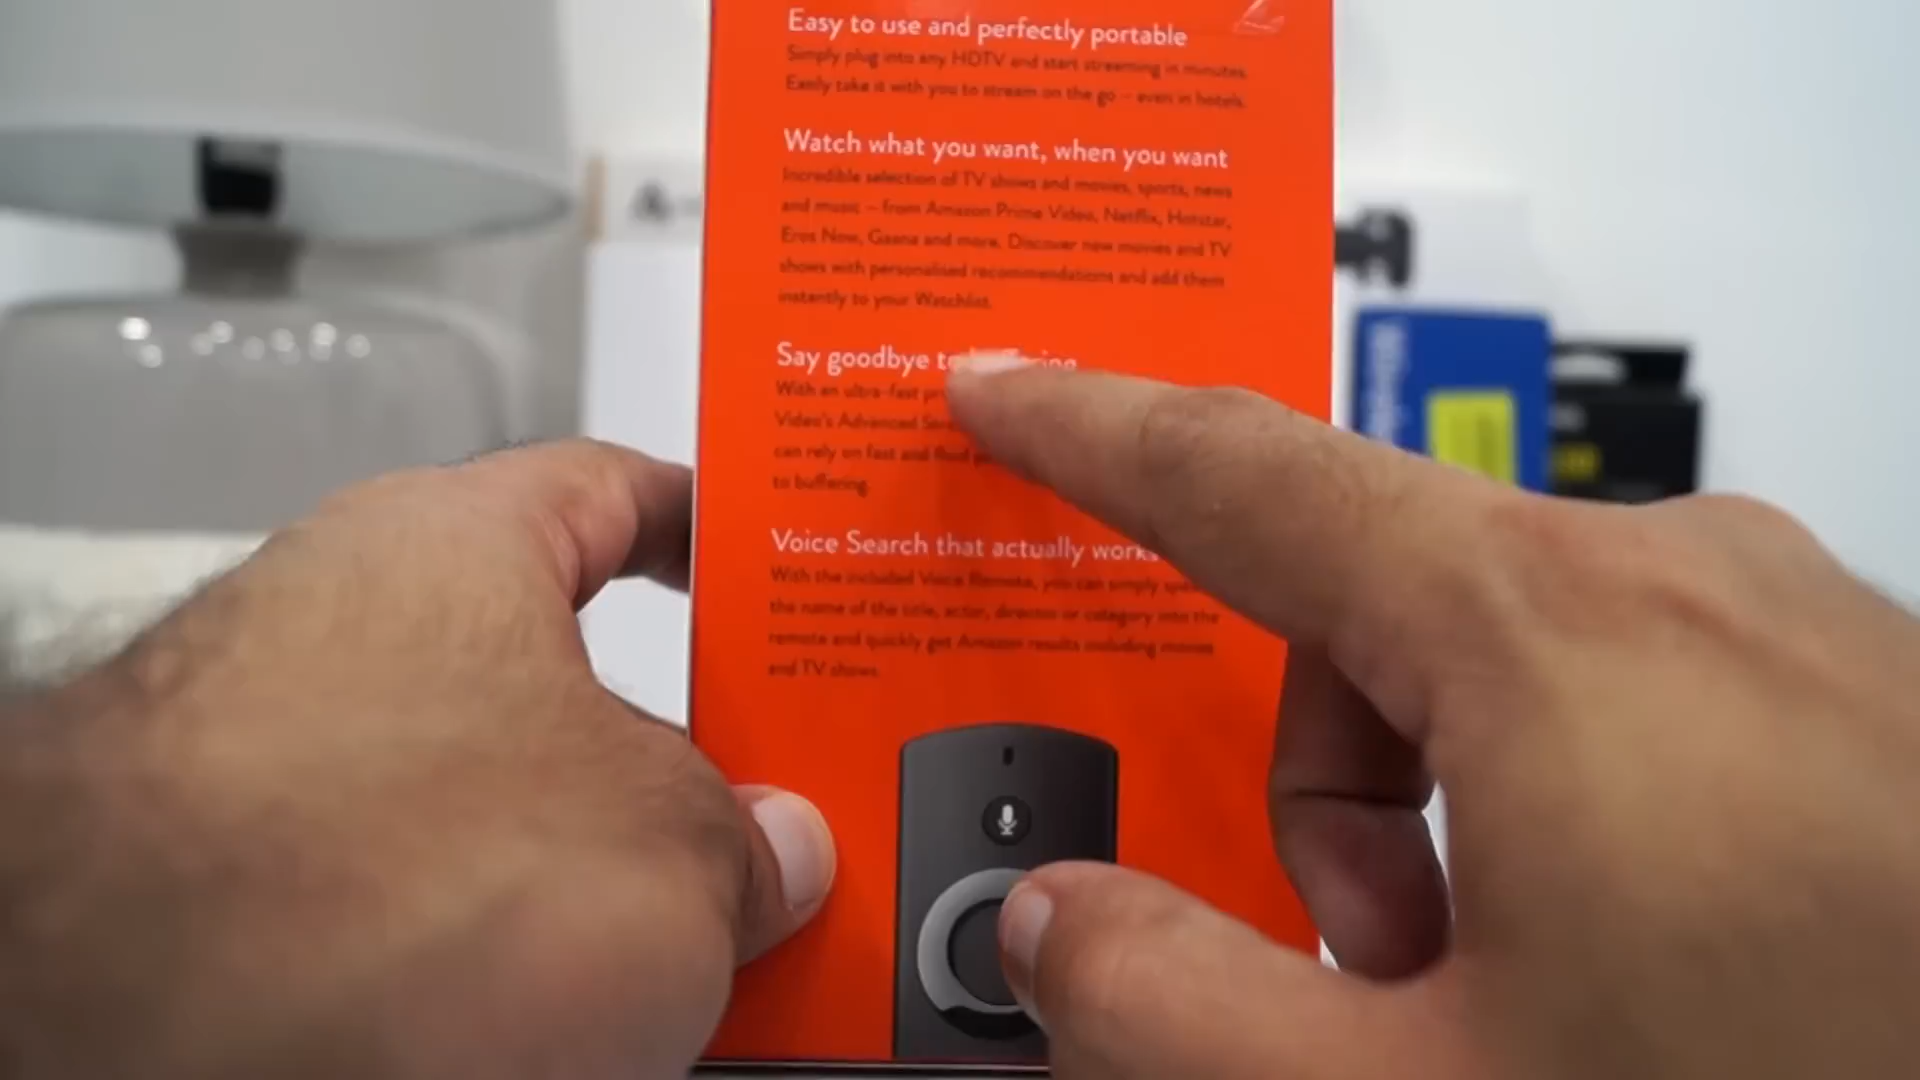 Easy to use and perfectly portable
Simply plug into any HDTV and start streaming in minutes.
Easily take it with you to stream on the go – even in hotels.
Watch what you want, when you want
Incredible selection of TV shows and movies, sports, news
and music – from Amazon Prime Video, Netflix, Hotstar,
Eros Now, Gaana and more. Discover new movies and TV
shows with personalised recommendations and add them
instantly to your Watchlist.
Say goodbye to
With an ultra-fast
Video's Advanced
can rely on fast and fluid
to buffering.
Voice Search that actually works
With the included Voice Remote, you can simply
the name of the title, actor, director or category into the
remote and quickly get Amazon results including movies
and TV shows.